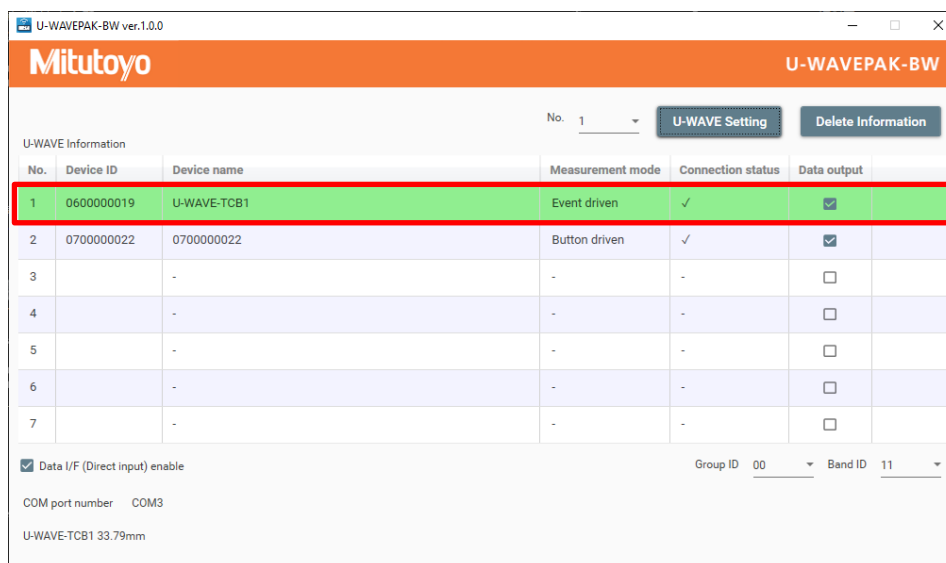 U-WAVEPAK-BW ver.1.0.0
Mitutoyo U-WAVEPAK-BW
No. 1 U-WAVE Setting Delete Information
U-WAVE Information
No. Device ID Device name Measurement mode Connection status Data output
1 0600000019 U-WAVE-TCB1 Event driven ✓
2 0700000022 0700000022 Button driven ✓
3 - - -
4 - - -
5 - - -
6 - - -
7 - - -
Data I/F (Direct input) enable Group ID 00 Band ID 11
COM port number COM3
U-WAVE-TCB1 33.79mm